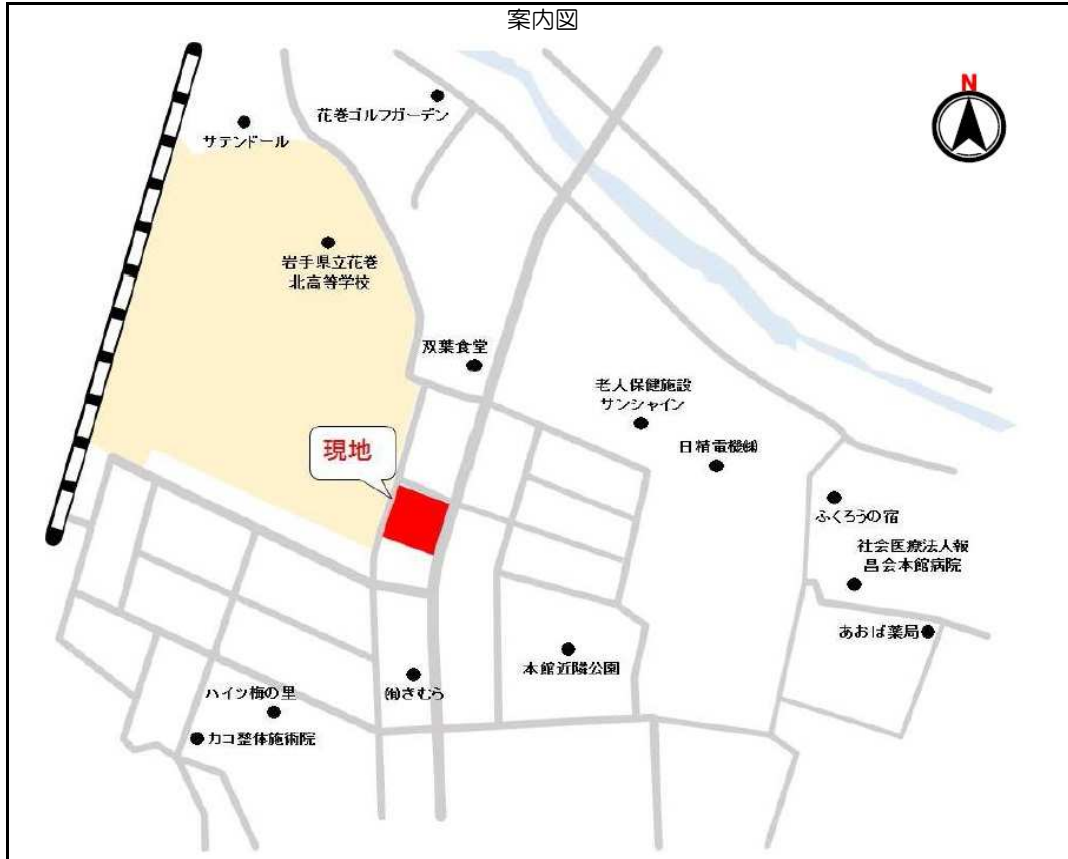 案内図
N
花巻ゴルフガーデン
サテンドール
岩手県立花巻
北高等学校
双葉食堂
老人保健施設
サンシャイン
日精電機㈱
現地
ふくろうの宿
社会医療法人報
昌会本館病院
あおば薬局
本館近隣公園
㈲きむら
ハイツ梅の里
カコ整体施術院